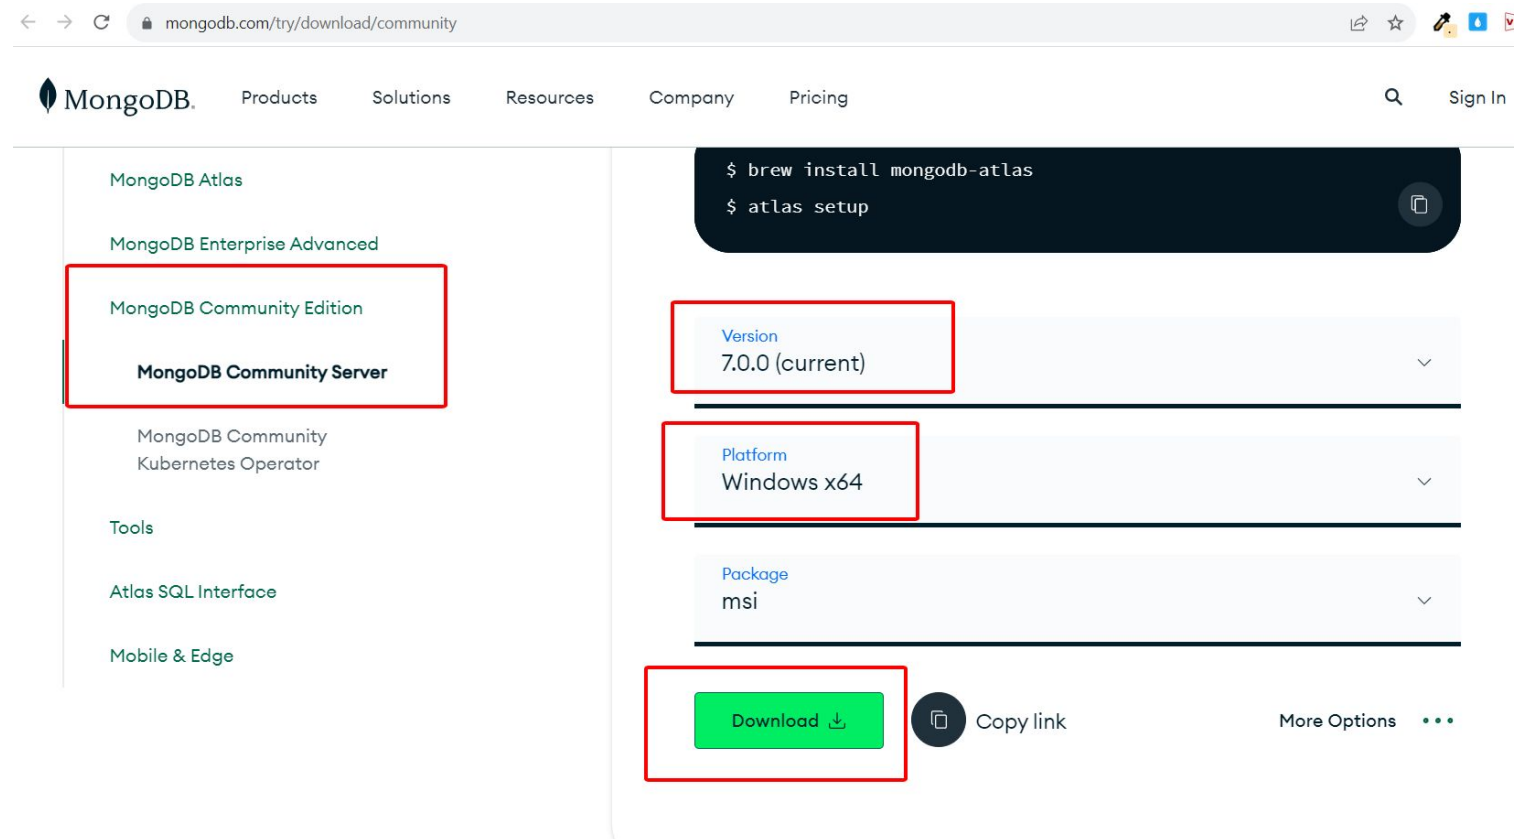 mongodb.com/try/download/community
MongoDB.
Products
Solutions
Resources
Company
Pricing
Sign In
MongoDB Atlas
MongoDB Enterprise Advanced
MongoDB Community Edition
MongoDB Community Server
MongoDB Community
Kubernetes Operator
Tools
Atlas SQL Interface
Mobile & Edge
$ brew install mongodb-atlas
$ atlas setup
Version
7.0.0 (current)
Platform
Windows x64
Package
msi
Download
Copy link
More Options